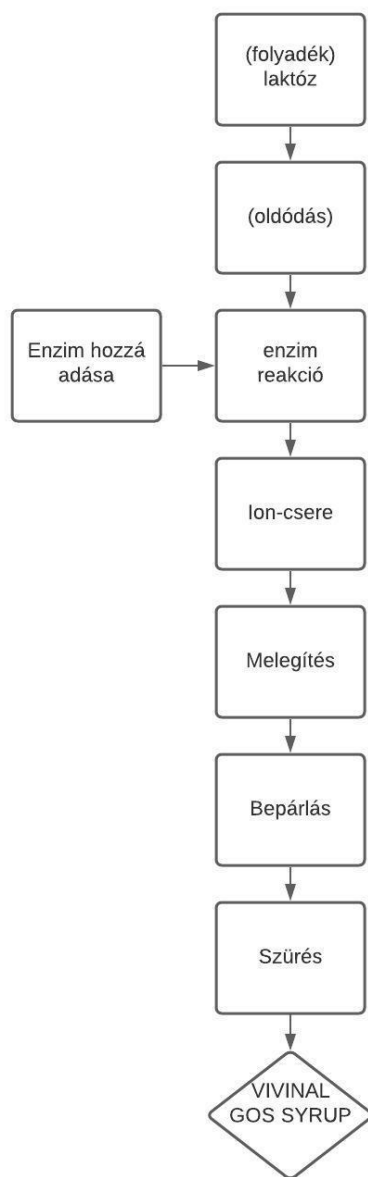 (folyadék)
laktóz
(oldódás)
Enzim hozzá
adása
enzim
reakció
Ion-csere
Melegítés
Bepárlás
Szürés
VIVINAL
GOS SYRUP